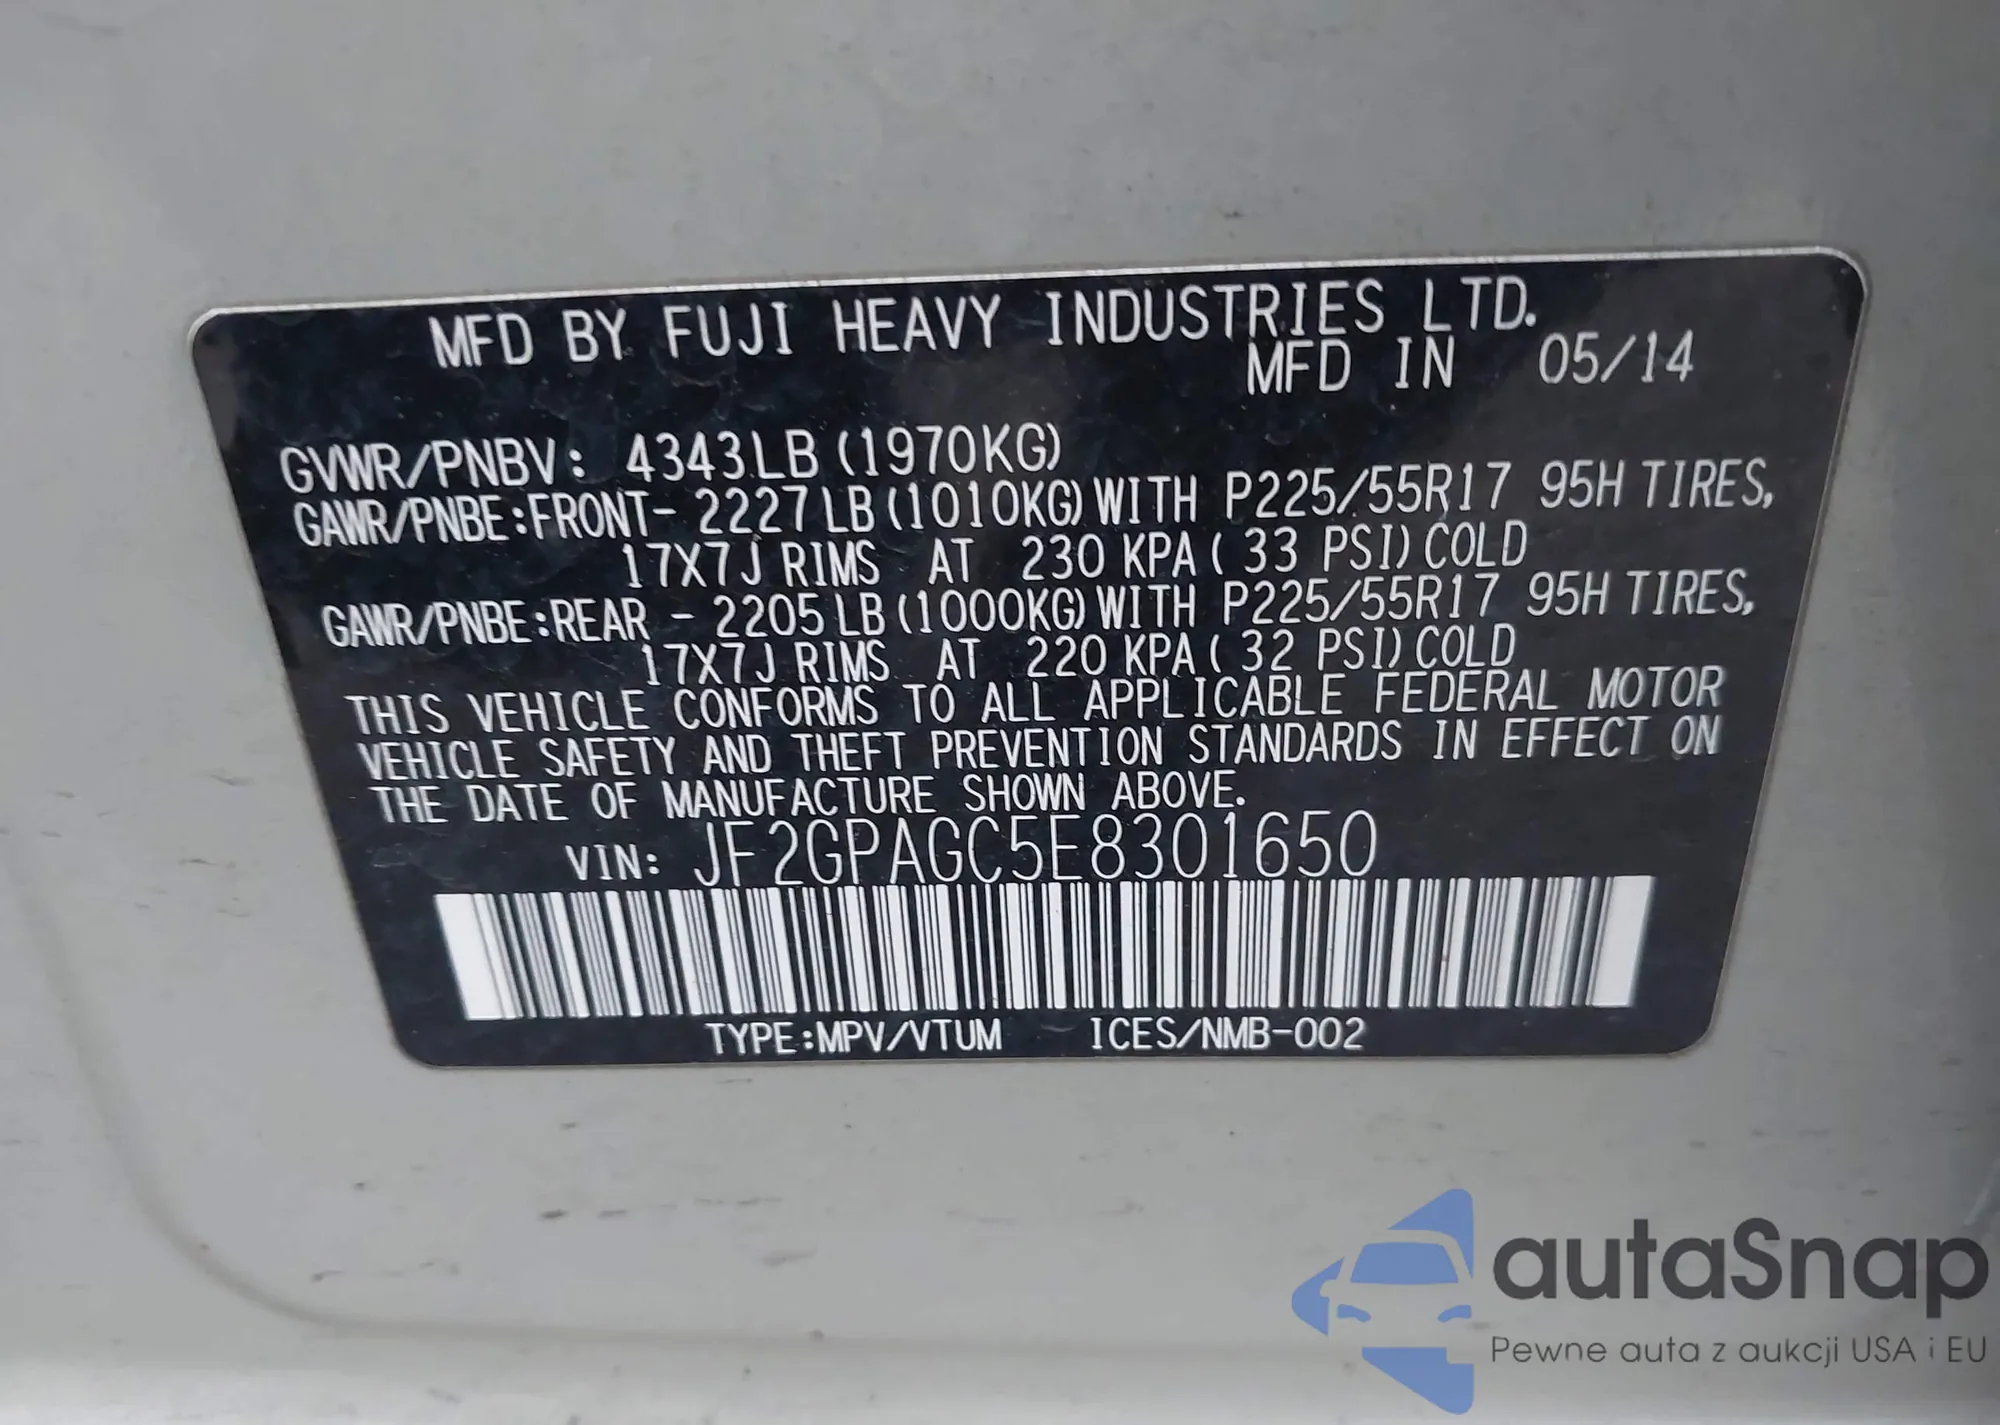 MFD BY FUJI HEAVY INDUSTRIES LTD.
MFD IN 05/14
GVWR/PNBV: 4343LB (1970KG)
GAWR/PNBE:FRONT- 2227LB (1010KG) WITH P225/55R17 95H TIRES,
17X7J RIMS AT 230 KPA ( 33 PSI) COLD
GAWR/PNBE:REAR - 2205LB (1000KG) WITH P225/55R17 95H TIRES,
17X7J RIMS AT 220 KPA ( 32 PSI) COLD
THIS VEHICLE CONFORMS TO ALL APPLICABLE FEDERAL MOTOR
VEHICLE SAFETY AND THEFT PREVENTION STANDARDS IN EFFECT ON
THE DATE OF MANUFACTURE SHOWN ABOVE.
VIN: JF2GPAGC5E8301650
TYPE:MPV/VTUM ICES/NMB-002
autaSnap
Pewne auta z aukcji USA i EU